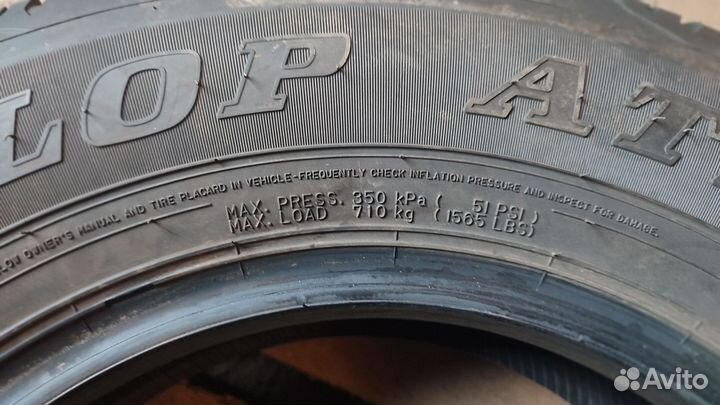 LOP AT
OWNER'S MANUAL AND TIRE PLACARD IN VEHICLE-FREQUENTLY CHECK INFLATION PRESSURE AND INSPECT FOR DAMAGE.
MAX. PRESS. 350 kPa ( 51 PSI )
MAX. LOAD 710 kg (1565 LBS)
Avito